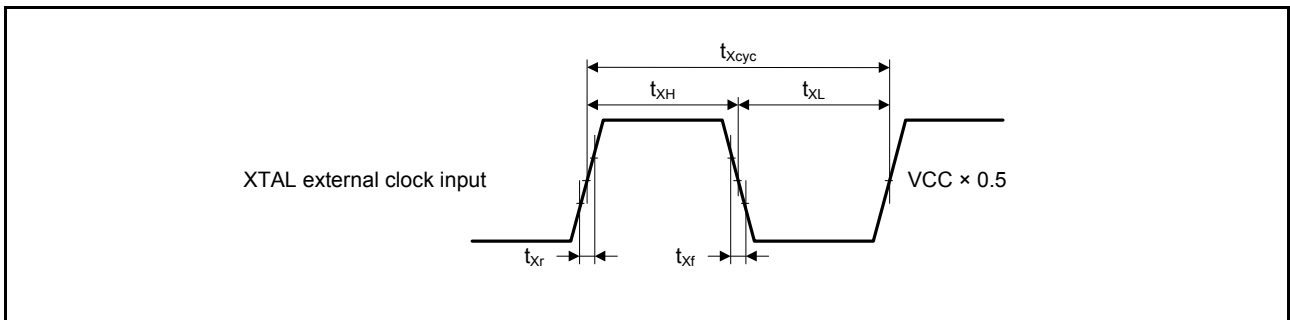 tXcyc
tXH
tXL
XTAL external clock input
VCC × 0.5
tXr
tXf